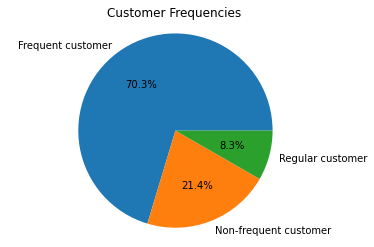 Customer Frequencies
Frequent customer
70.3%
8.3%
Regular customer
21.4%
Non-frequent customer